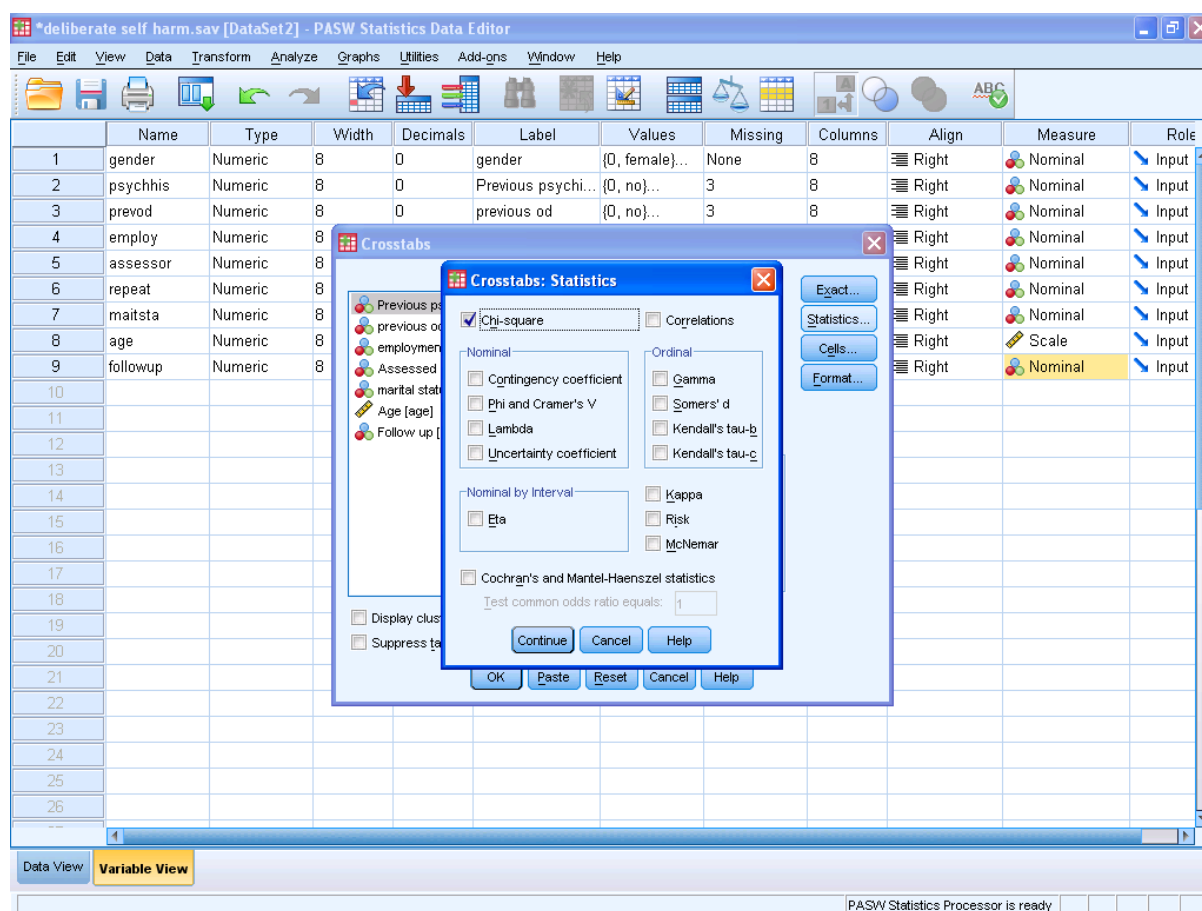 *deliberate self harm.sav [DataSet2] - PASW Statistics Data Editor
File Edit View Data Transform Analyze Graphs Utilities Add-ons Window Help
Name Type Width Decimals Label Values Missing Columns Align Measure Role
1 gender Numeric 8 0 gender {0, female}... None 8 Right Nominal Input
2 psychhis Numeric 8 0 Previous psychi... {0, no}... 3 8 Right Nominal Input
3 prevod Numeric 8 0 previous od {0, no}... 3 8 Right Nominal Input
4 employ Numeric 8 Right Nominal Input
5 assessor Numeric 8 Right Nominal Input
6 repeat Numeric 8 Right Nominal Input
7 maitsta Numeric 8 Right Nominal Input
8 age Numeric 8 Right Scale Input
9 followup Numeric 8 Right Nominal Input
10
11
12
13
14
15
16
17
18
19
20
21
22
23
24
25
26
Crosstabs
Previous ps
previous od
employmen
Assessed
marital stat
Age [age]
Follow up [
Exact...
Statistics...
Cells...
Format...
Display clus
Suppress ta
OK Paste Reset Cancel Help
Crosstabs: Statistics
Chi-square Correlations
Nominal Ordinal
Contingency coefficient Gamma
Phi and Cramer's V Somers' d
Lambda Kendall's tau-b
Uncertainty coefficient Kendall's tau-c
Nominal by Interval Kappa
Eta Risk
McNemar
Cochran's and Mantel-Haenszel statistics
Test common odds ratio equals: 1
Continue Cancel Help
Data View Variable View
PASW Statistics Processor is ready